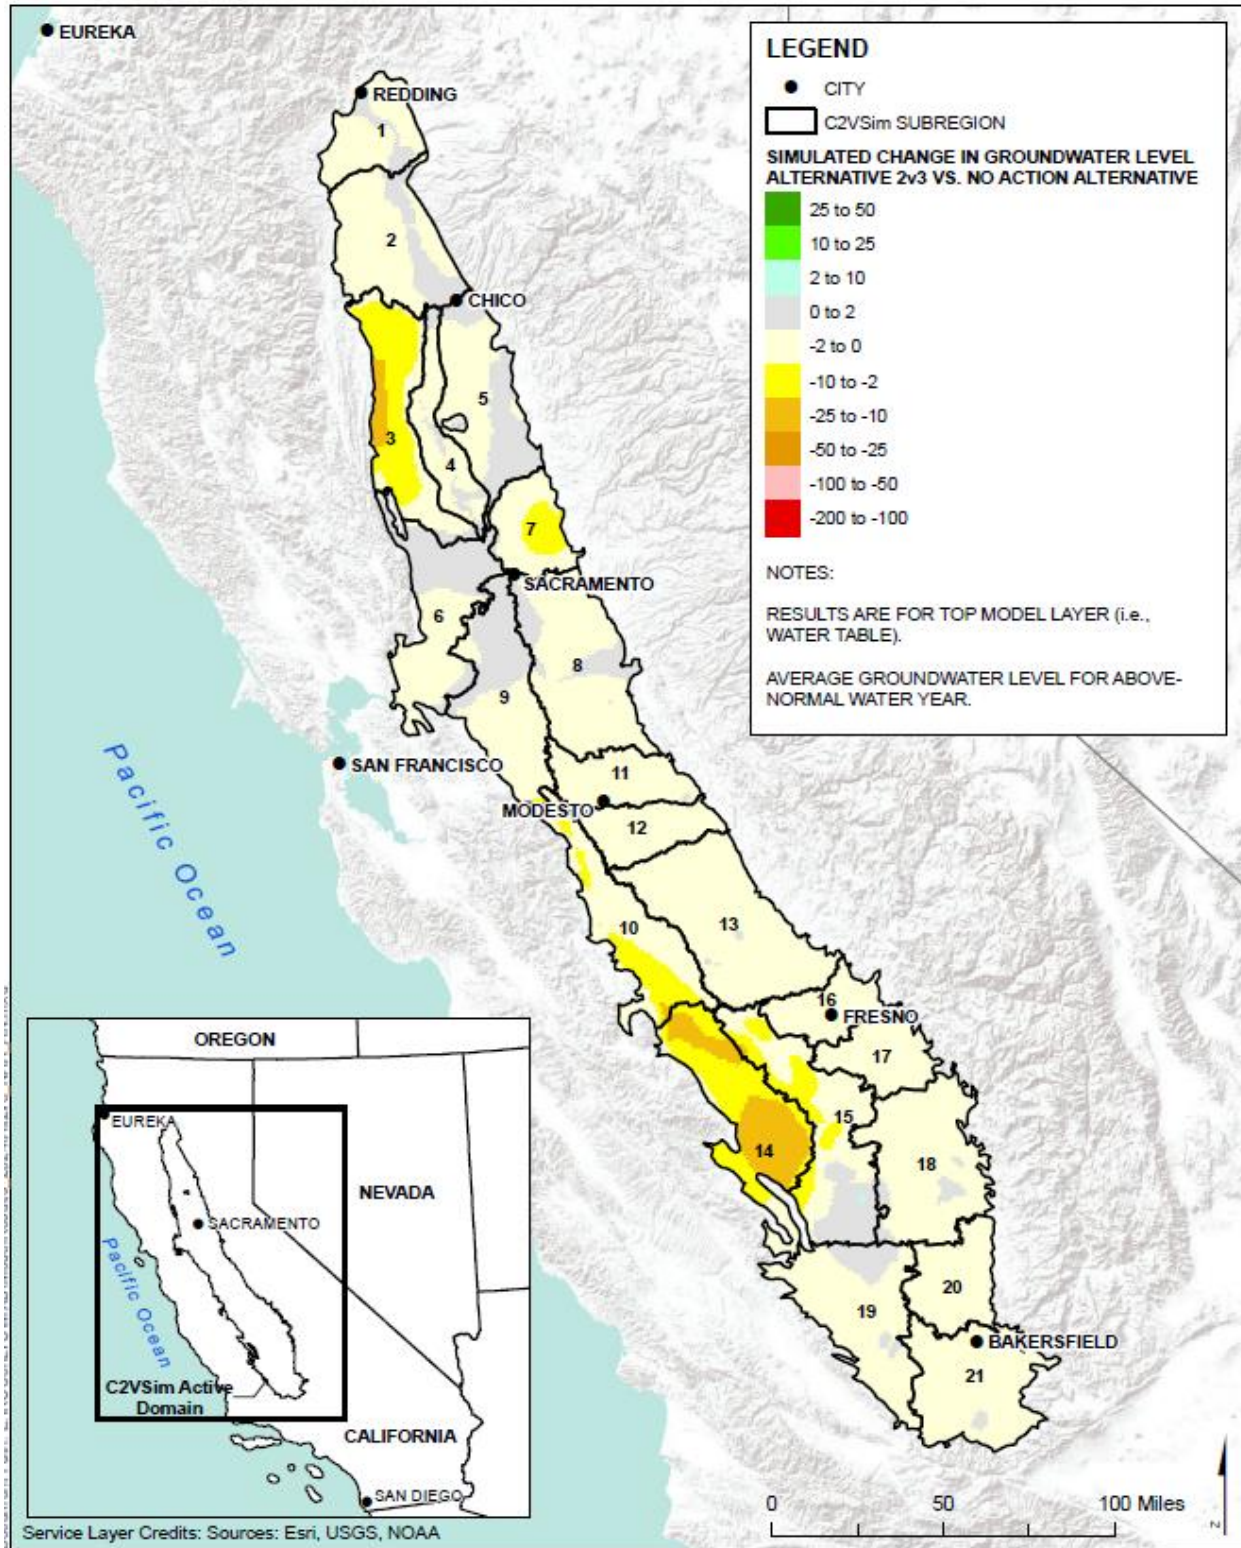 EUREKA
REDDING
1
2
CHICO
5
3
4
7
SACRAMENTO
6
8
9
SAN FRANCISCO
11
MODESTO
12
10
13
16
FRESNO
17
15
14
18
20
19
BAKERSFIELD
21
Pacific Ocean
LEGEND
CITY
C2VSim SUBREGION
SIMULATED CHANGE IN GROUNDWATER LEVEL
ALTERNATIVE 2v3 VS. NO ACTION ALTERNATIVE
25 to 50
10 to 25
2 to 10
0 to 2
-2 to 0
-10 to -2
-25 to -10
-50 to -25
-100 to -50
-200 to -100
NOTES:
RESULTS ARE FOR TOP MODEL LAYER (i.e.,
WATER TABLE).
AVERAGE GROUNDWATER LEVEL FOR ABOVE-
NORMAL WATER YEAR.
OREGON
EUREKA
NEVADA
SACRAMENTO
Pacific Ocean
C2VSim Active
Domain
CALIFORNIA
SAN DIEGO
Service Layer Credits: Sources: Esri, USGS, NOAA
0 50 100 Miles
N